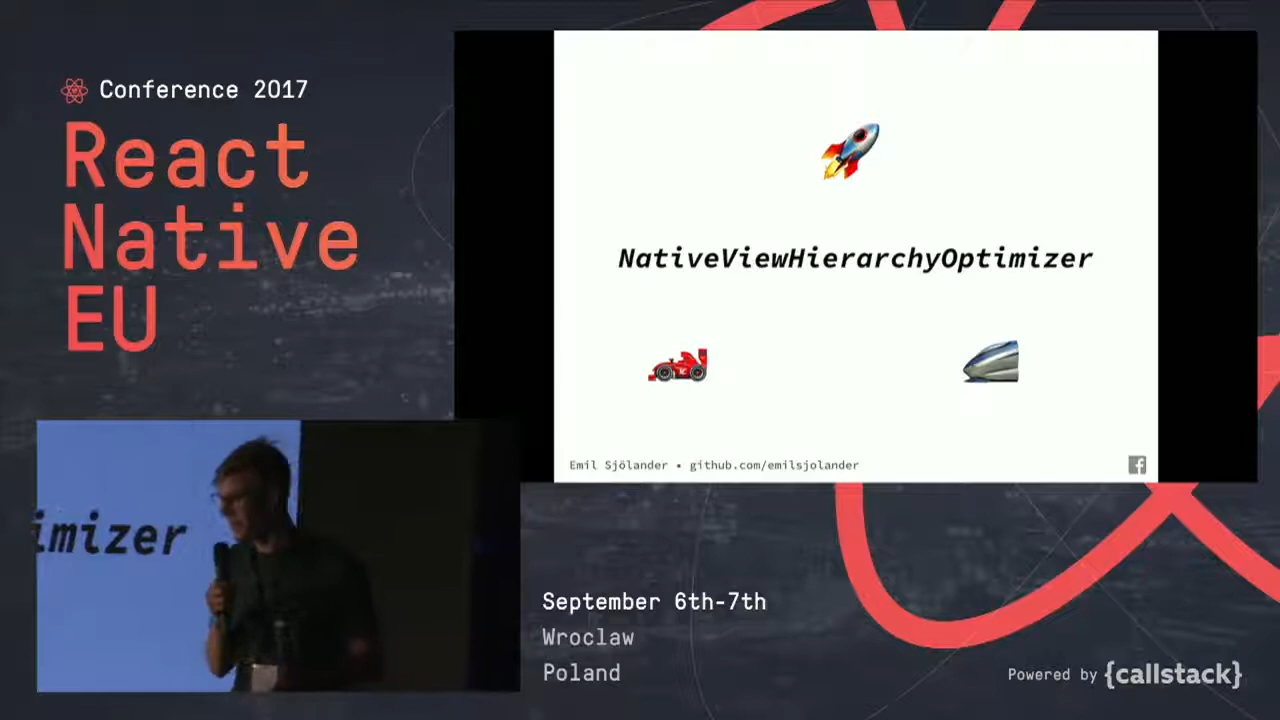 Conference 2017
React
Native
EU
NativeViewHierarchyOptimizer
Emil Sjölander • github.com/emilsjolander
imizer
September 6th-7th
Wroclaw
Poland
Powered by {callstack}